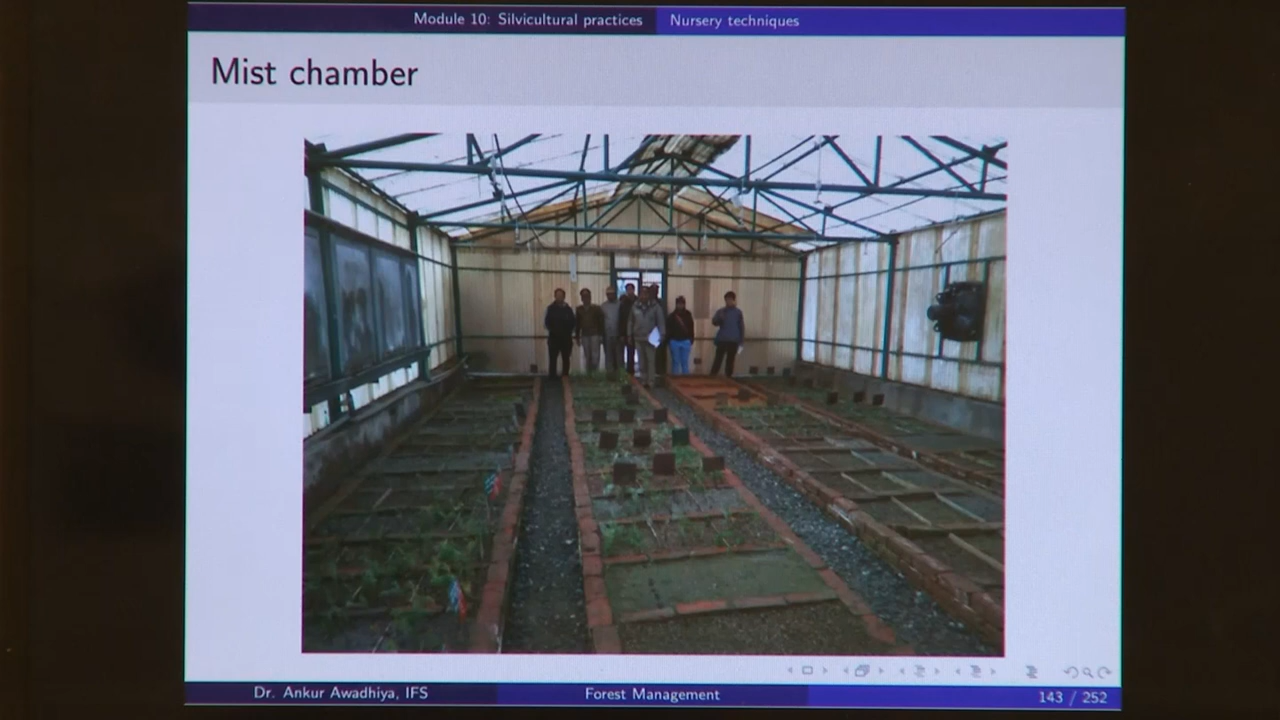 Module 10: Silvicultural practices Nursery techniques
Mist chamber
Dr. Ankur Awadhiya, IFS Forest Management 143 / 252